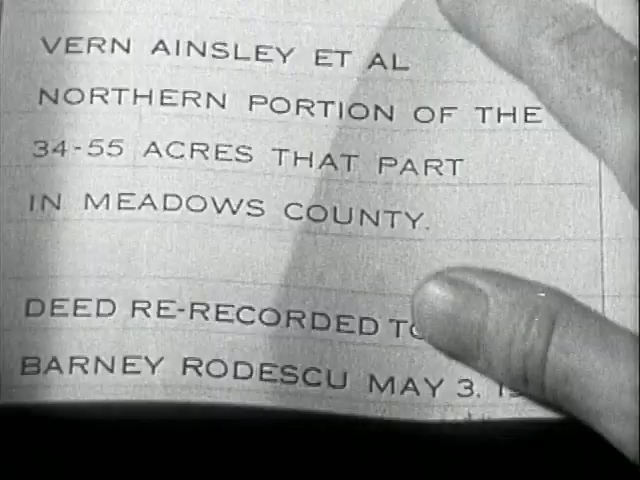 VERN AINSLEY ET AL
NORTHERN PORTION OF THE
34-55 ACRES THAT PART
IN MEADOWS COUNTY.
DEED RE-RECORDED TO
BARNEY RODESCU MAY 3,